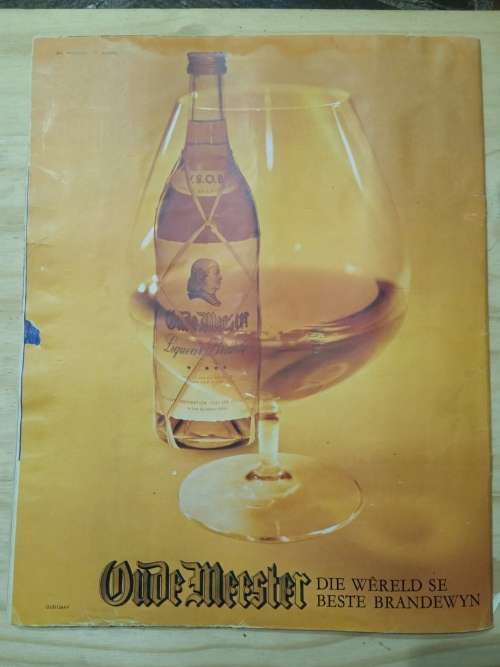 V.S.O.B
Oude Meester
Liqueur Brandy
Oude Meester
DIE WÊRELD SE
BESTE BRANDEWYN